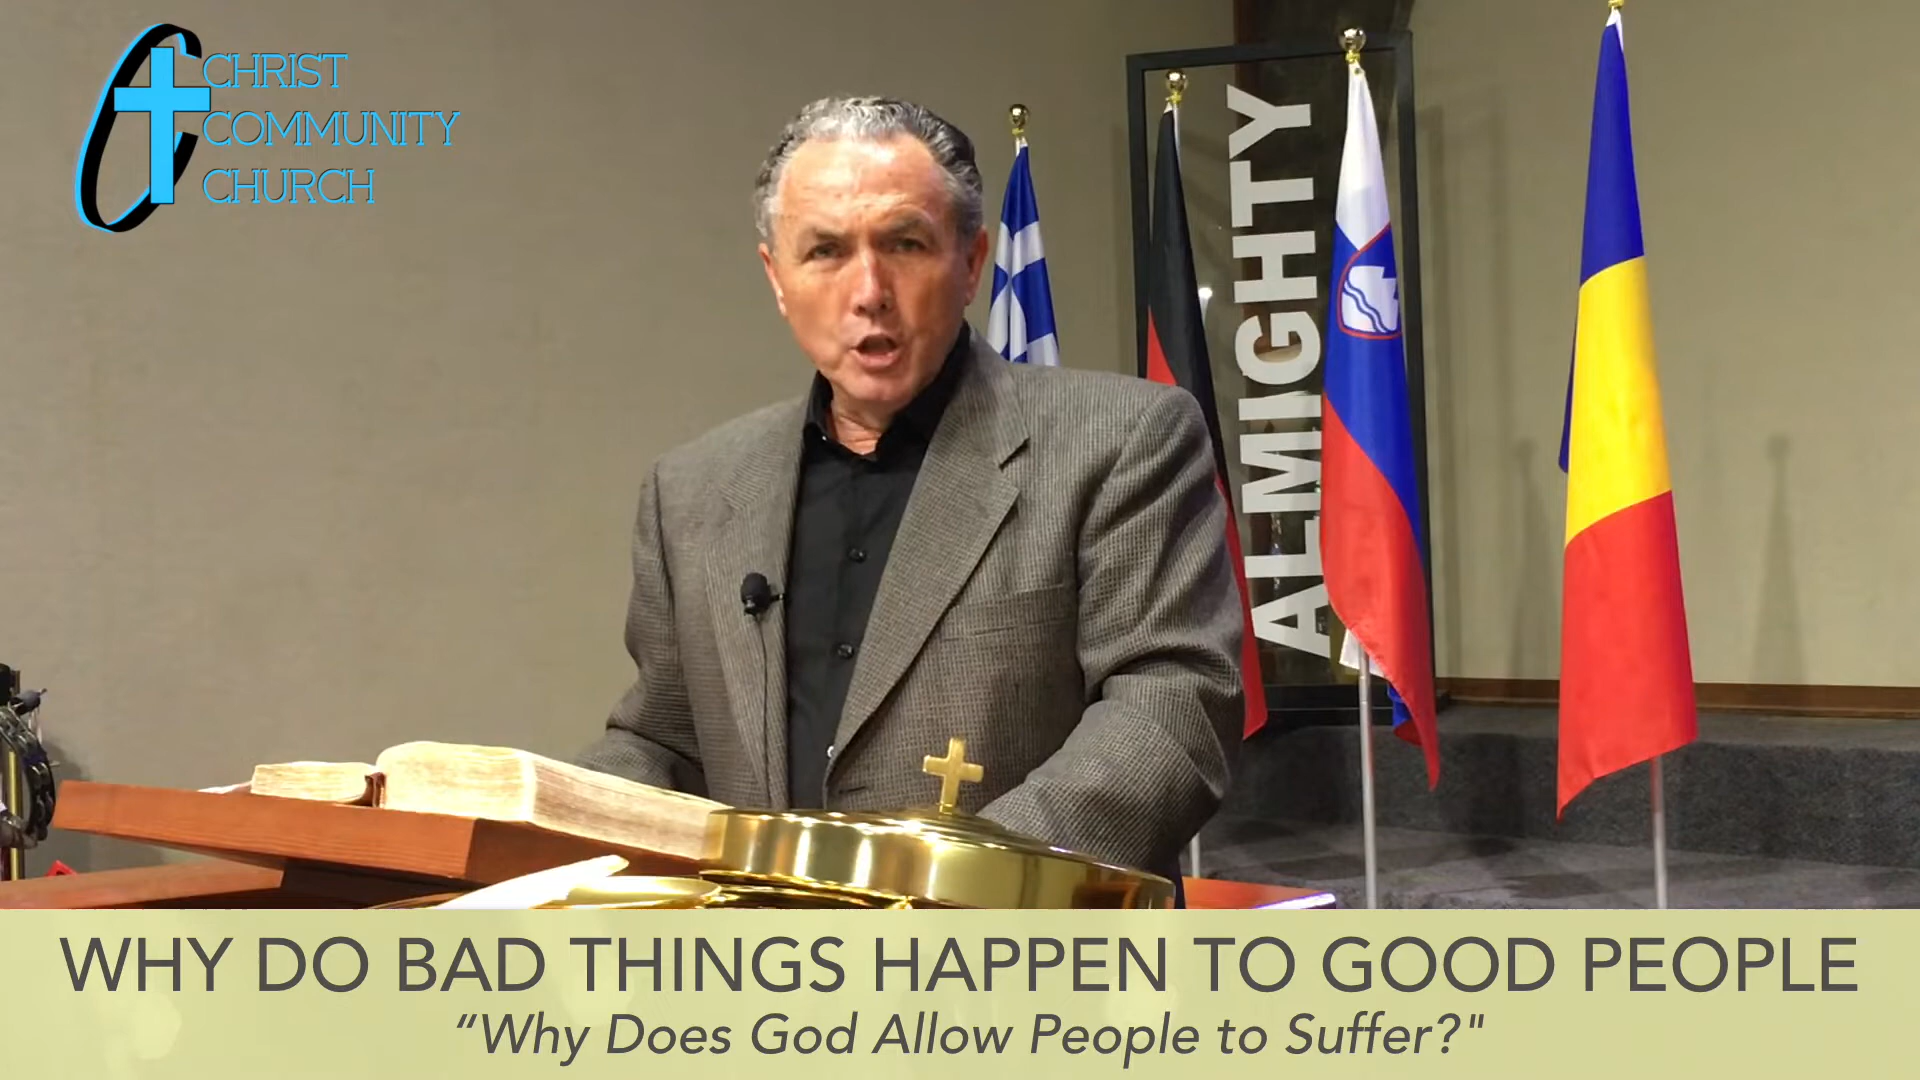 CHRIST
COMMUNITY
CHURCH
ALMIGHTY
WHY DO BAD THINGS HAPPEN TO GOOD PEOPLE
“Why Does God Allow People to Suffer?"